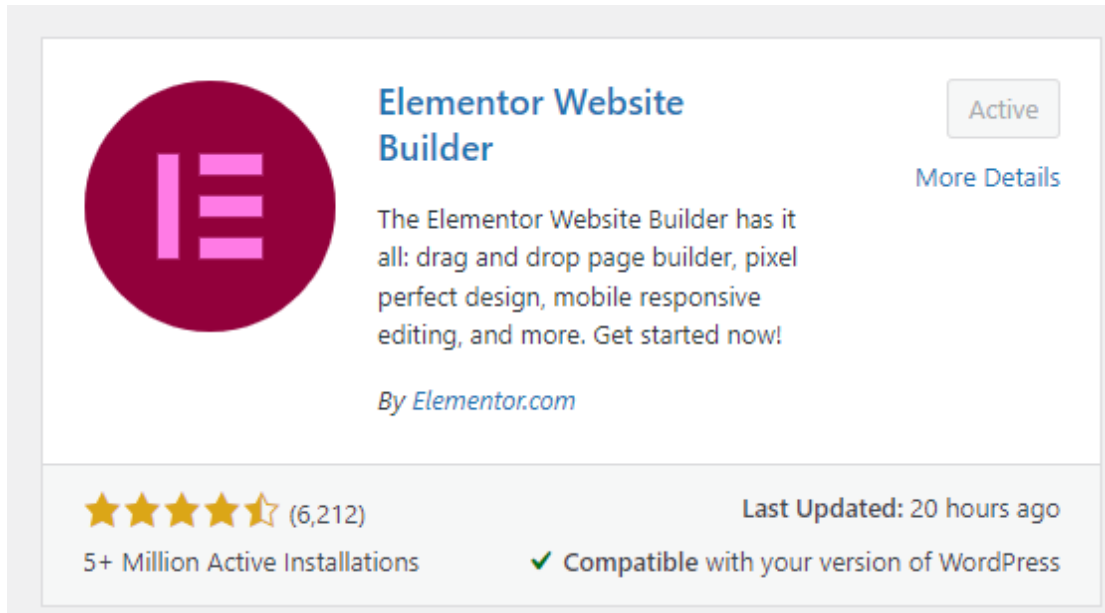 Elementor Website
Builder
Active
More Details
The Elementor Website Builder has it
all: drag and drop page builder, pixel
perfect design, mobile responsive
editing, and more. Get started now!
By Elementor.com
(6,212)
Last Updated: 20 hours ago
5+ Million Active Installations
Compatible with your version of WordPress